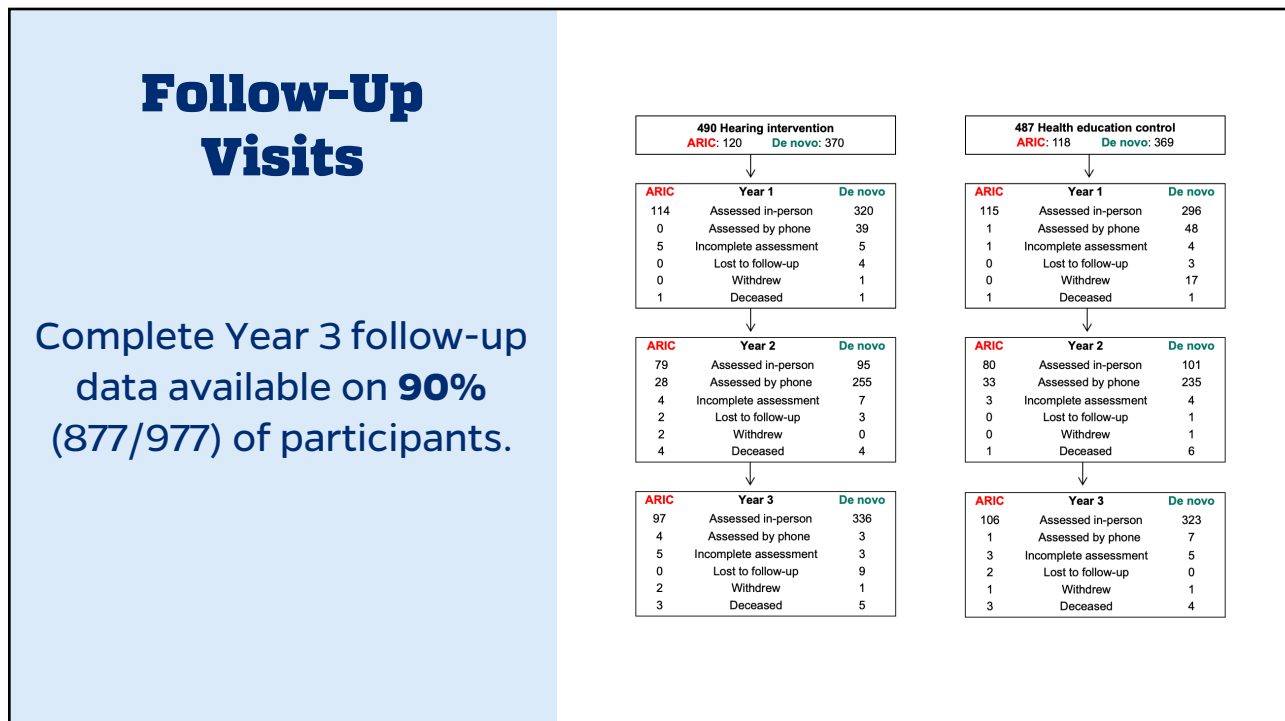 Follow-Up
Visits
Complete Year 3 follow-up
data available on 90%
(877/977) of participants.
490 Hearing intervention
ARIC: 120 De novo: 370
ARIC Year 1 De novo
114 Assessed in-person 320
0 Assessed by phone 39
5 Incomplete assessment 5
0 Lost to follow-up 4
0 Withdrew 1
1 Deceased 1
ARIC Year 2 De novo
79 Assessed in-person 95
28 Assessed by phone 255
4 Incomplete assessment 7
2 Lost to follow-up 3
2 Withdrew 0
4 Deceased 4
ARIC Year 3 De novo
97 Assessed in-person 336
4 Assessed by phone 3
5 Incomplete assessment 3
0 Lost to follow-up 9
2 Withdrew 1
3 Deceased 5
487 Health education control
ARIC: 118 De novo: 369
ARIC Year 1 De novo
115 Assessed in-person 296
1 Assessed by phone 48
1 Incomplete assessment 4
0 Lost to follow-up 3
0 Withdrew 17
1 Deceased 1
ARIC Year 2 De novo
80 Assessed in-person 101
33 Assessed by phone 235
3 Incomplete assessment 4
0 Lost to follow-up 1
0 Withdrew 1
1 Deceased 6
ARIC Year 3 De novo
106 Assessed in-person 323
1 Assessed by phone 7
3 Incomplete assessment 5
2 Lost to follow-up 0
1 Withdrew 1
3 Deceased 4